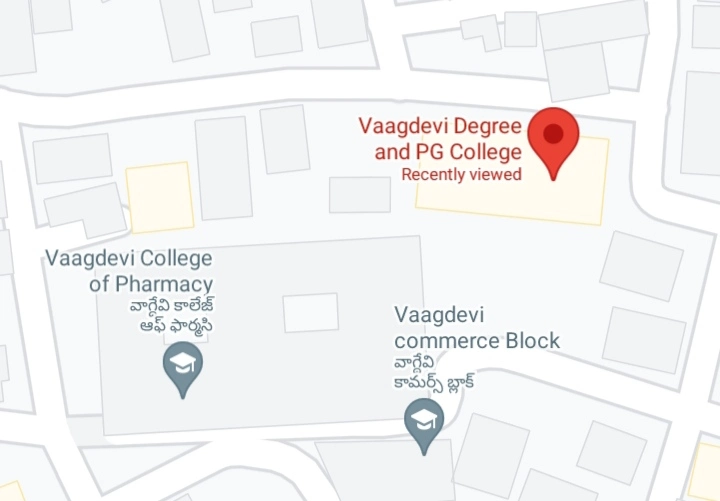 Vaagdevi Degree
and PG College
Recently viewed
Vaagdevi College
of Pharmacy
వాగ్దేవి కాలేజ్
ఆఫ్ ఫార్మసి
Vaagdevi
commerce Block
వాగ్దేవి
కామర్స్ బ్లాక్